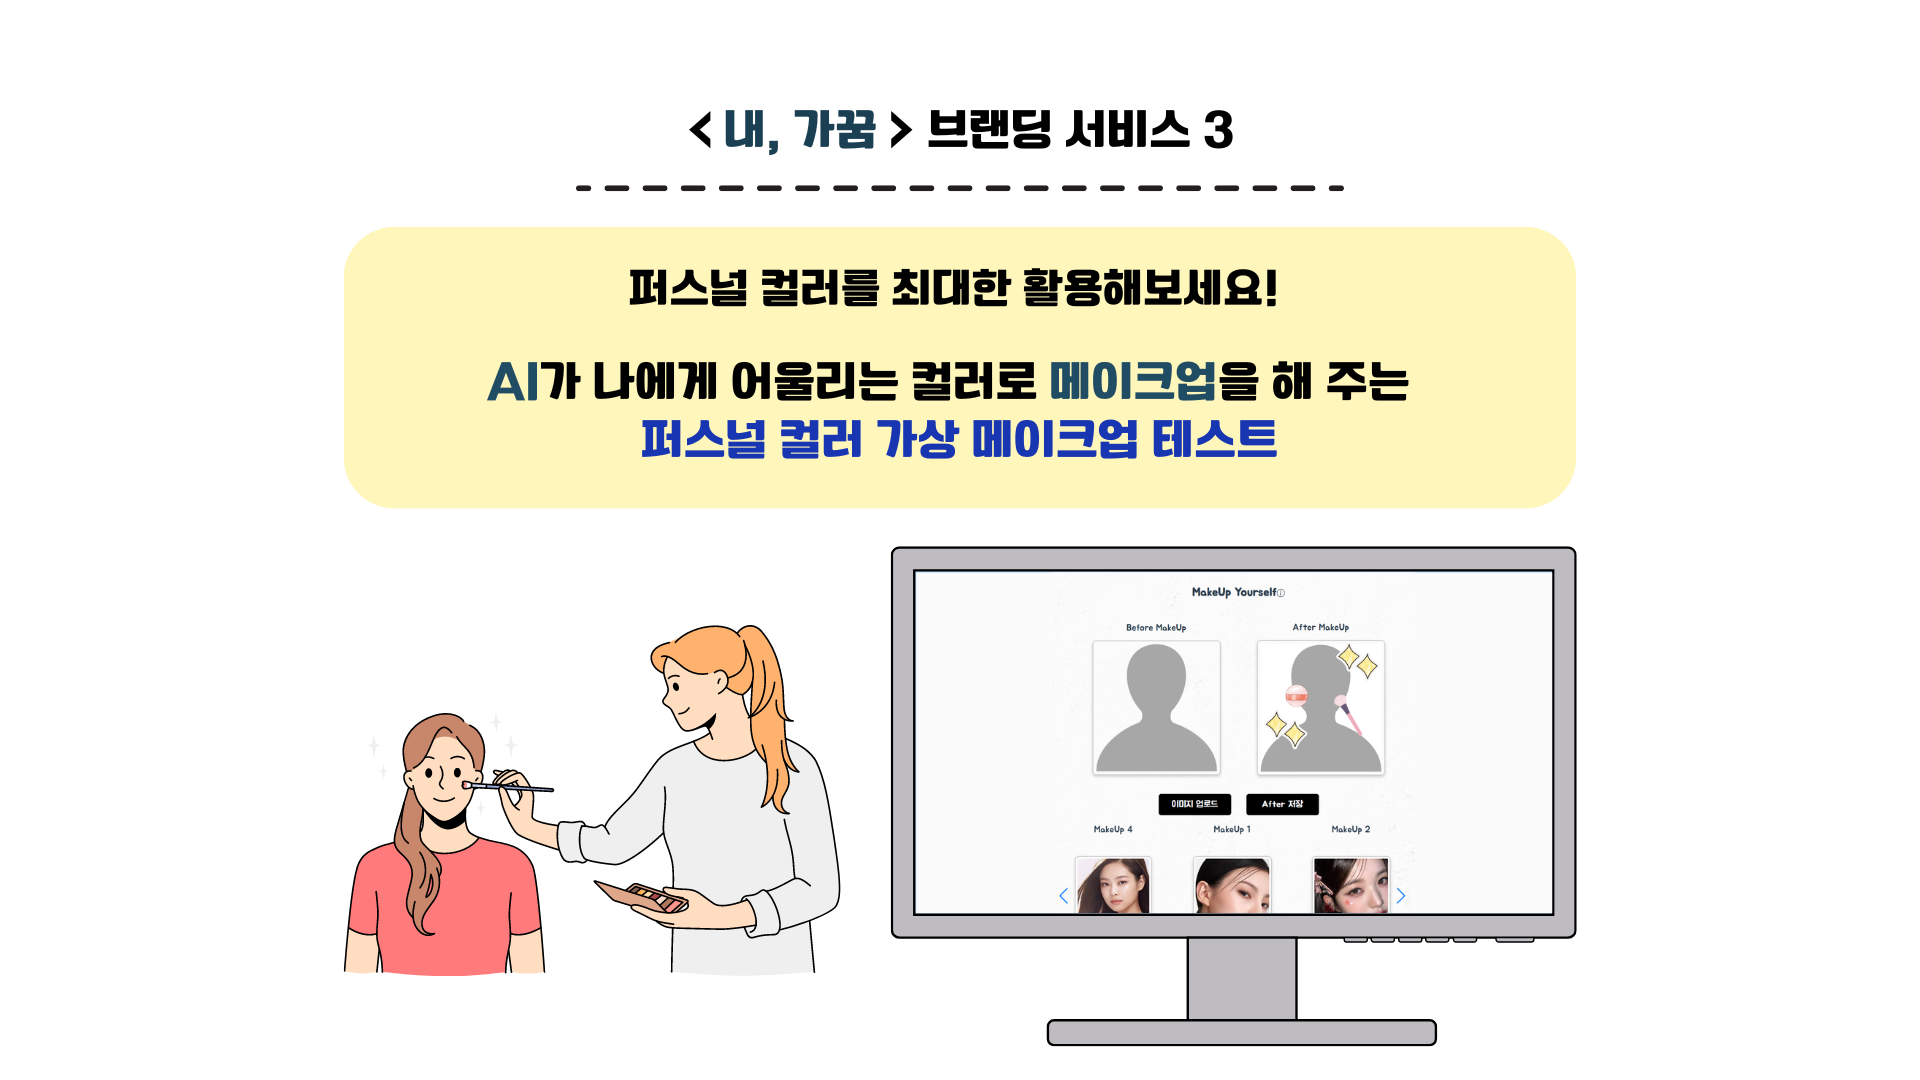 < 내, 가꿈 > 브랜딩 서비스 3
퍼스널 컬러를 최대한 활용해보세요!
AI가 나에게 어울리는 컬러로 메이크업을 해 주는
퍼스널 컬러 가상 메이크업 테스트
MakeUp Yourself
Before MakeUp
After MakeUp
이미지 업로드
After 저장
MakeUp 4
MakeUp 1
MakeUp 2